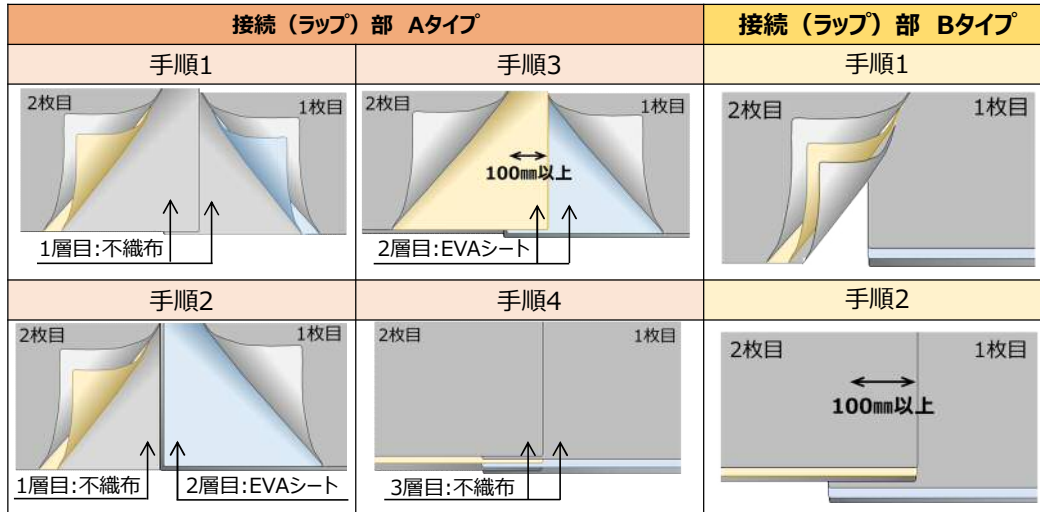 接続（ラップ）部 Aタイプ
接続（ラップ）部 Bタイプ
手順1
手順3
手順1
2枚目
1枚目
1層目:不織布
2枚目
1枚目
100㎜以上
2層目:EVAシート
2枚目
1枚目
手順2
手順4
手順2
2枚目
1枚目
1層目:不織布
2層目:EVAシート
2枚目
1枚目
3層目:不織布
2枚目
1枚目
100㎜以上